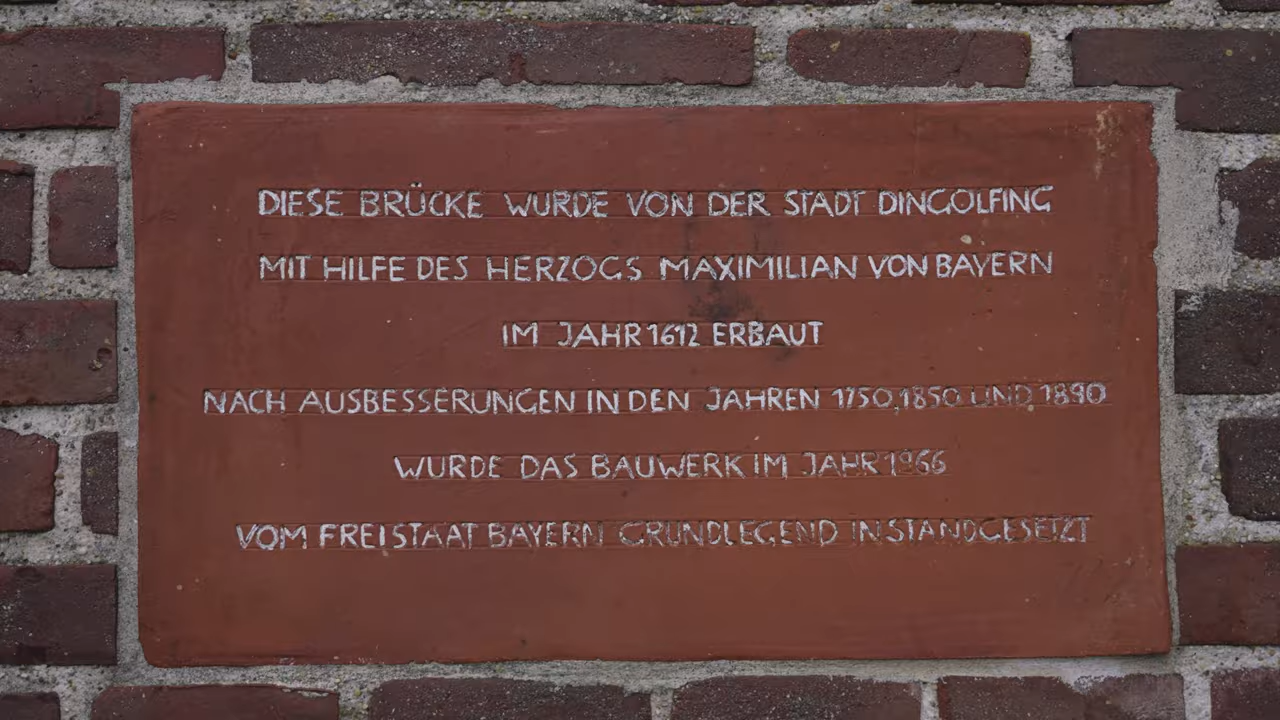 DIESE BRÜCKE WURDE VON DER STADT DINGOLFING
MIT HILFE DES HERZOGS MAXIMILIAN VON BAYERN
IM JAHR 1612 ERBAUT
NACH AUSBESSERUNGEN IN DEN JAHREN 1750, 1850 UND 1890
WURDE DAS BAUWERK IM JAHR 1966
VOM FREISTAAT BAYERN GRUNDLEGEND INSTANDGESETZT